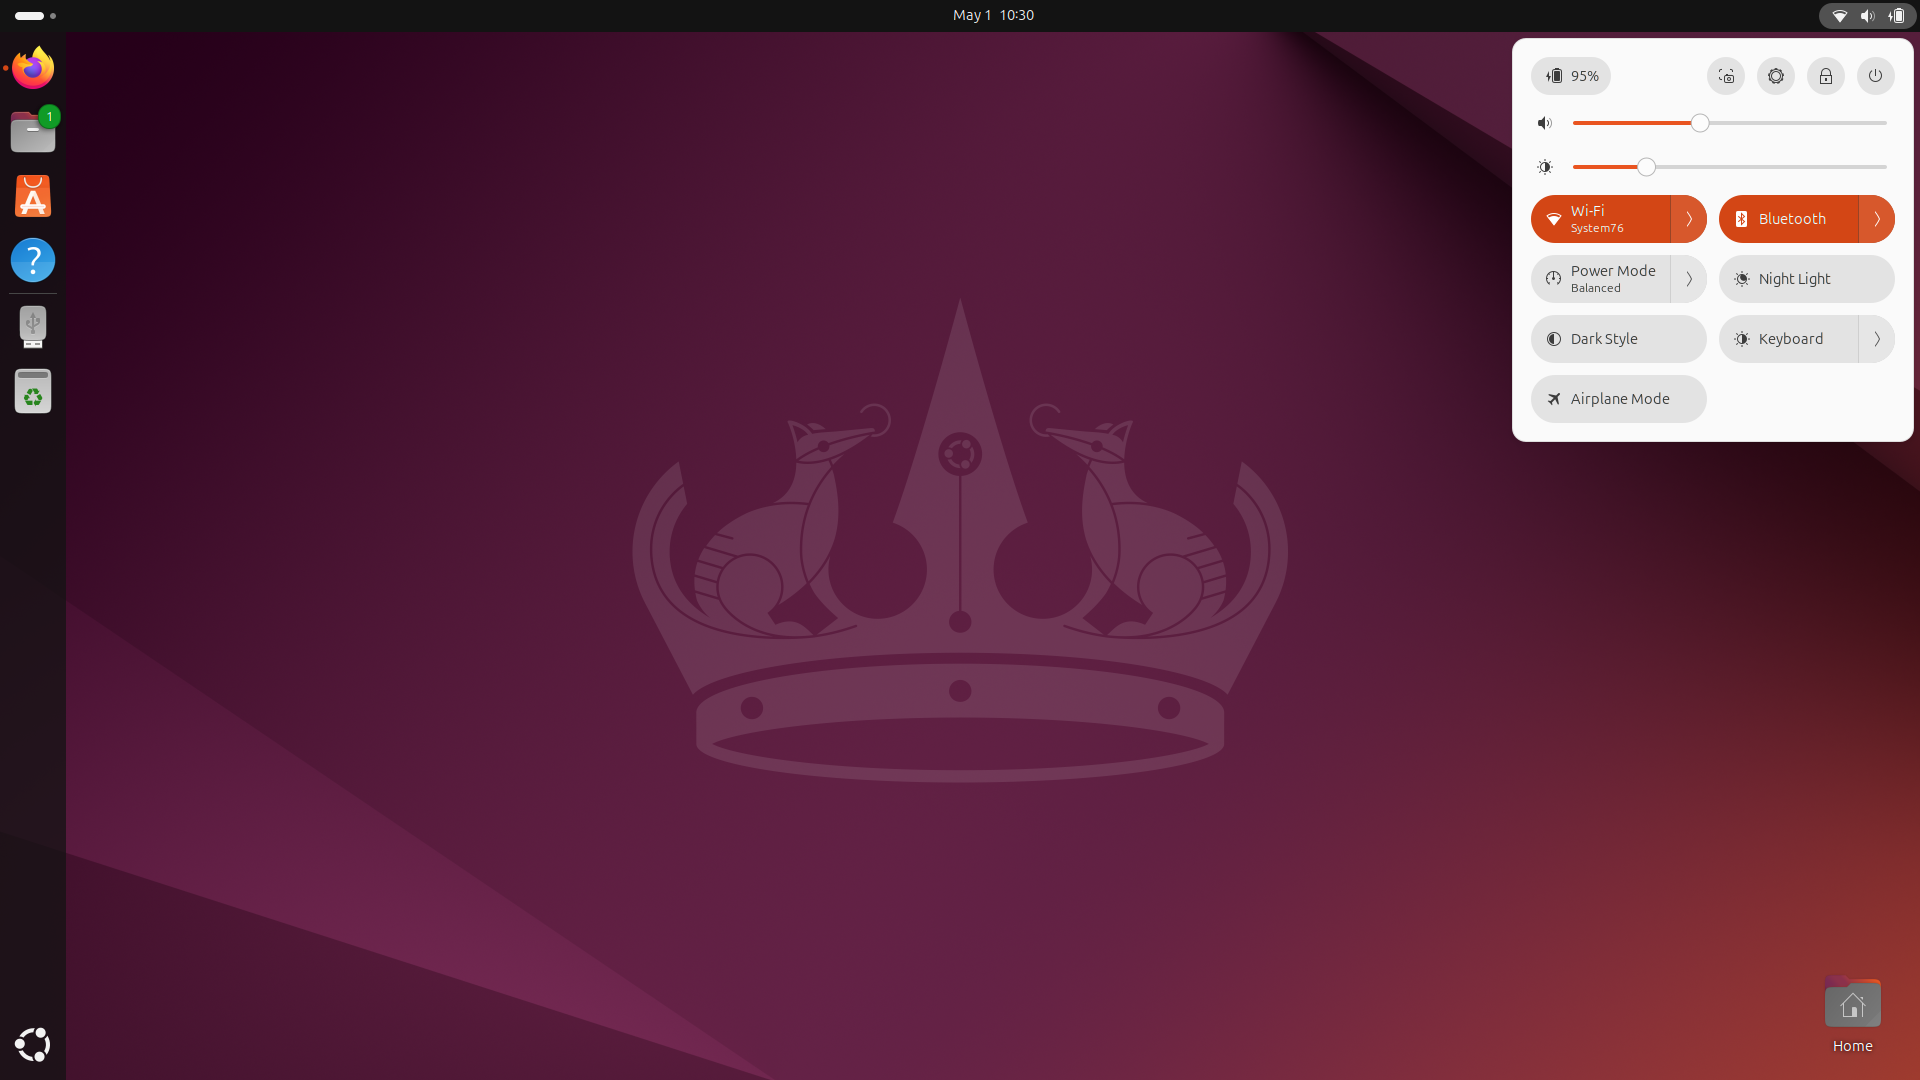 May 1 10:30
1
95%
Wi-Fi
System76
Bluetooth
Power Mode
Balanced
Night Light
Dark Style
Keyboard
Airplane Mode
Home